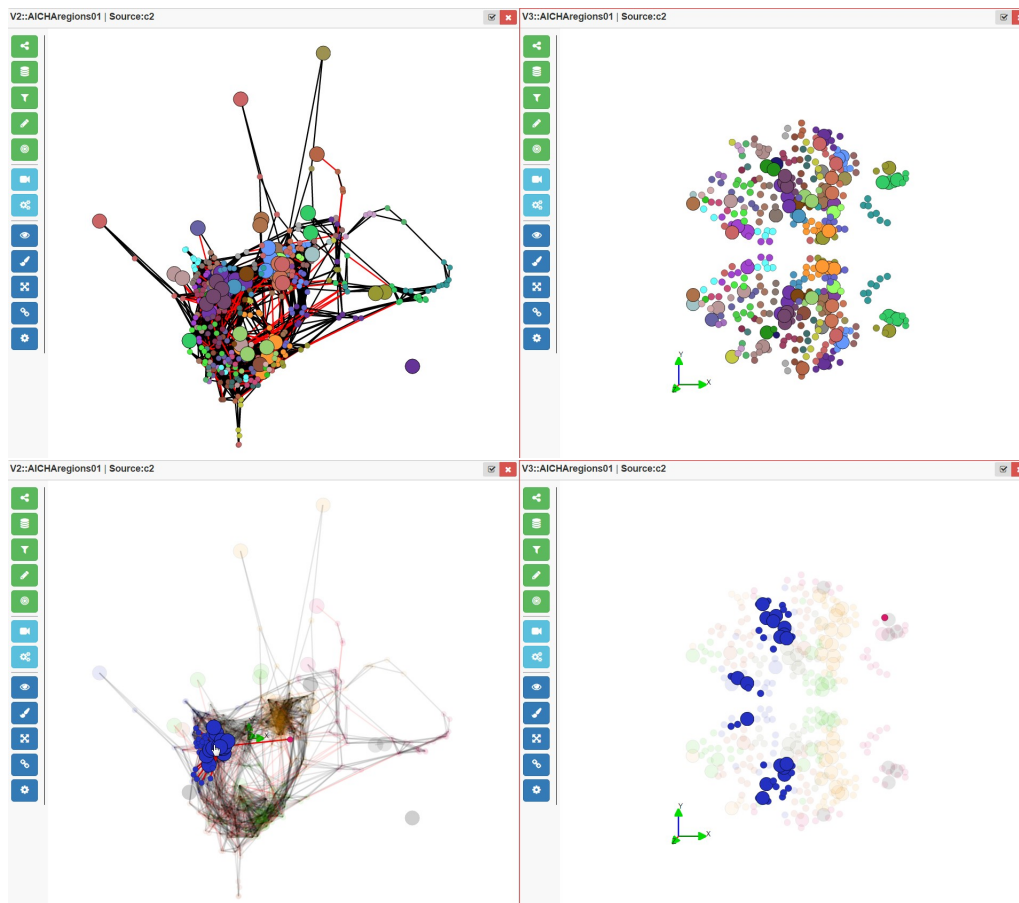 V2::AICHAregions01 | Source:c2
V3::AICHAregions01 | Source:c2
Y
X
V2::AICHAregions01 | Source:c2
V3::AICHAregions01 | Source:c2
Y
X